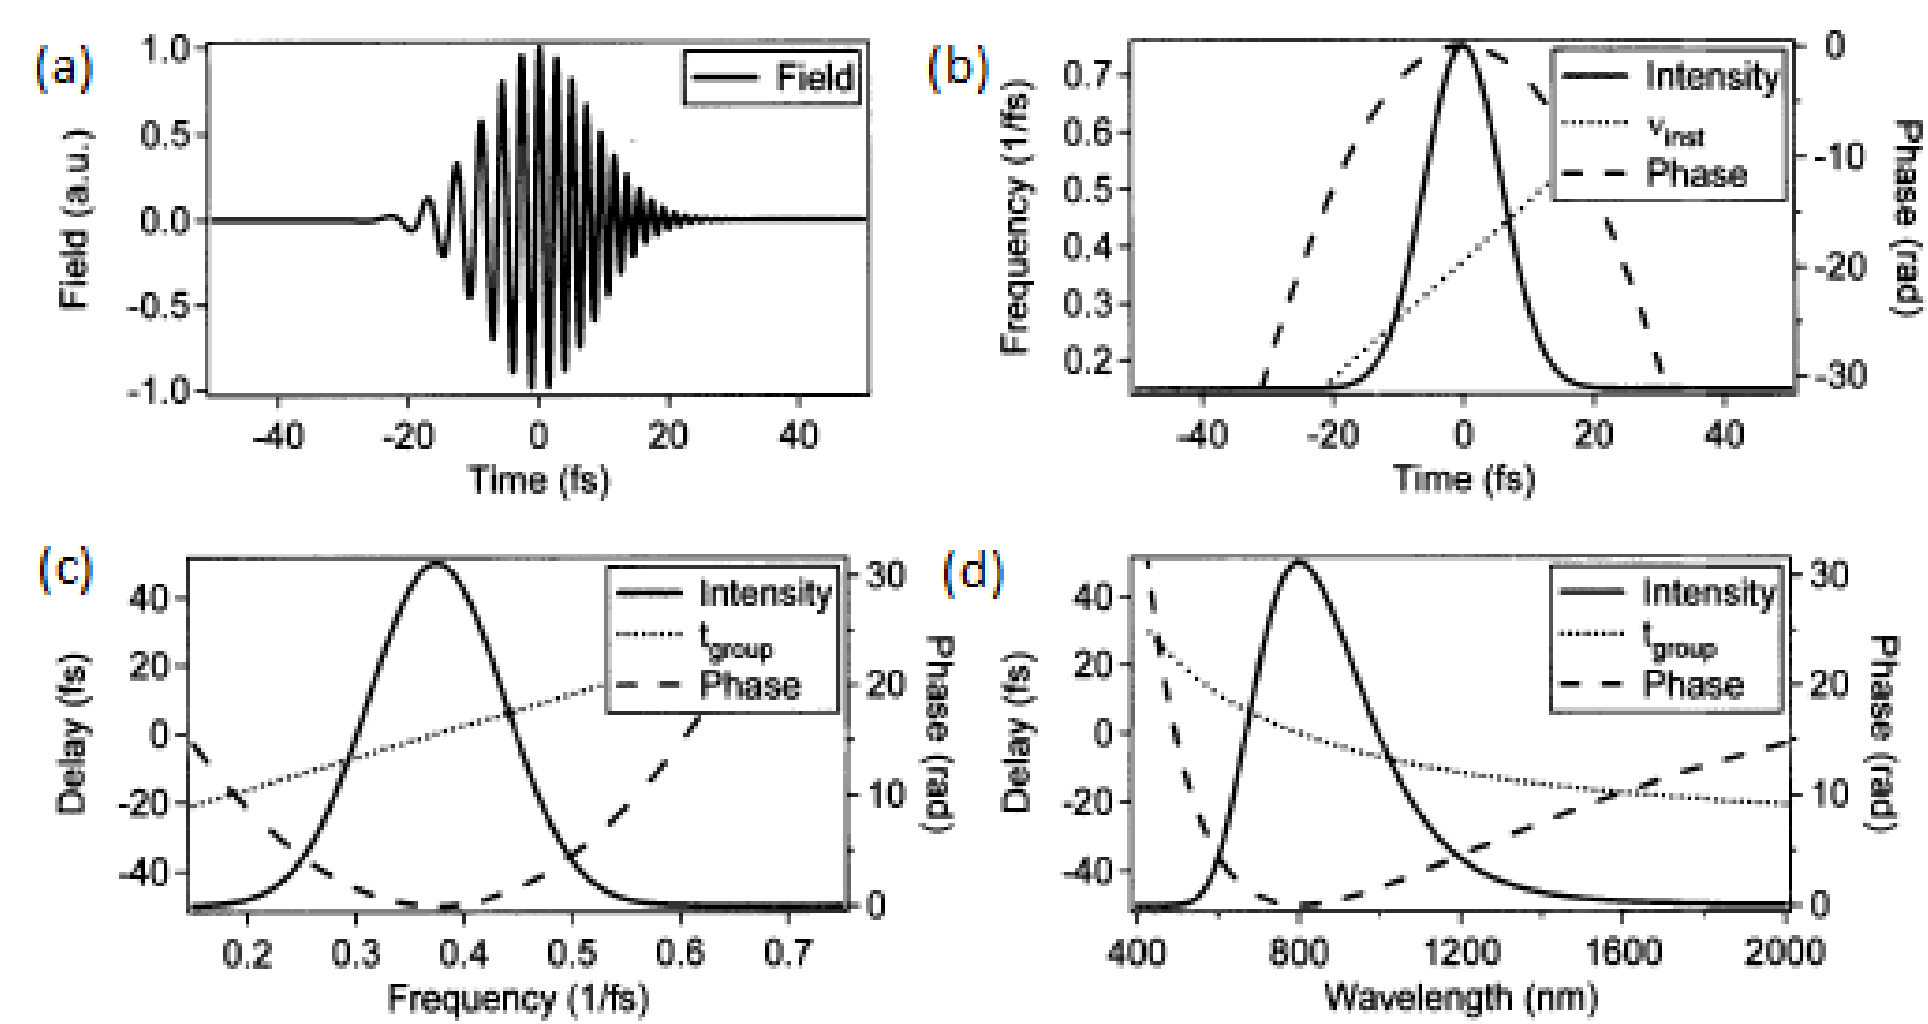 (a)
Field
1.0
0.5
0.0
-0.5
-1.0
Field (a.u.)
-40 -20 0 20 40
Time (fs)
(b)
Intensity
νinst
Phase
0.7
0.6
0.5
0.4
0.3
0.2
Frequency (1/fs)
0
-10
-20
-30
Phase (rad)
-40 -20 0 20 40
Time (fs)
(c)
Intensity
tgroup
Phase
40
20
0
-20
-40
Delay (fs)
30
20
10
0
Phase (rad)
0.2 0.3 0.4 0.5 0.6 0.7
Frequency (1/fs)
(d)
Intensity
tgroup
Phase
40
20
0
-20
-40
Delay (fs)
30
20
10
0
Phase (rad)
400 800 1200 1600 2000
Wavelength (nm)